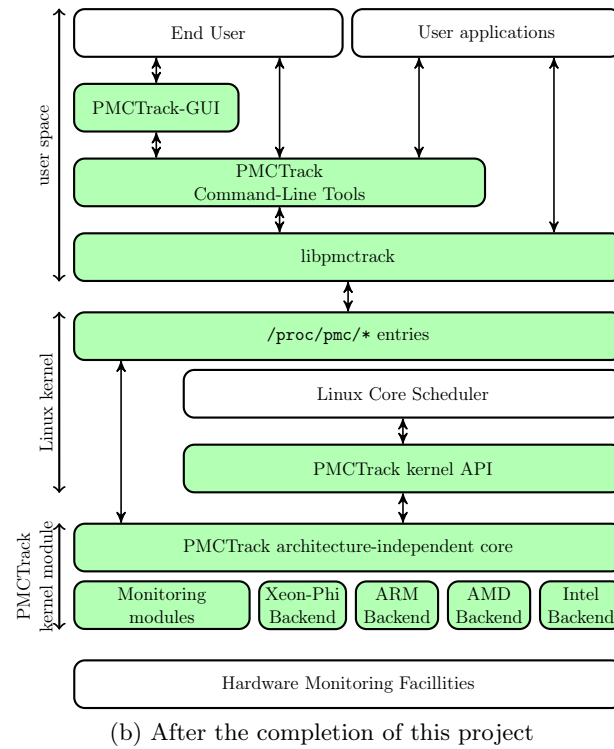 End User
User applications
PMCTrack-GUI
PMCTrack
Command-Line Tools
libpmctrack
user space
/proc/pmc/* entries
Linux Core Scheduler
PMCTrack kernel API
Linux kernel
PMCTrack architecture-independent core
Monitoring
modules
Xeon-Phi
Backend
ARM
Backend
AMD
Backend
Intel
Backend
PMCTrack
kernel module
Hardware Monitoring Facillities
(b) After the completion of this project